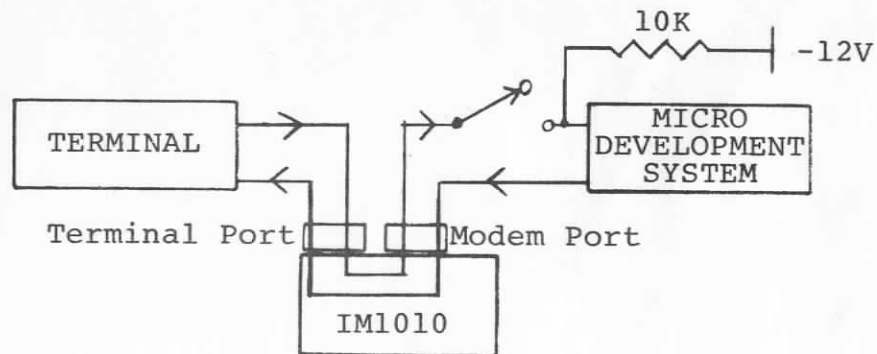 10K
-12V
TERMINAL
MICRO
DEVELOPMENT
SYSTEM
Terminal Port
Modem Port
IM1010